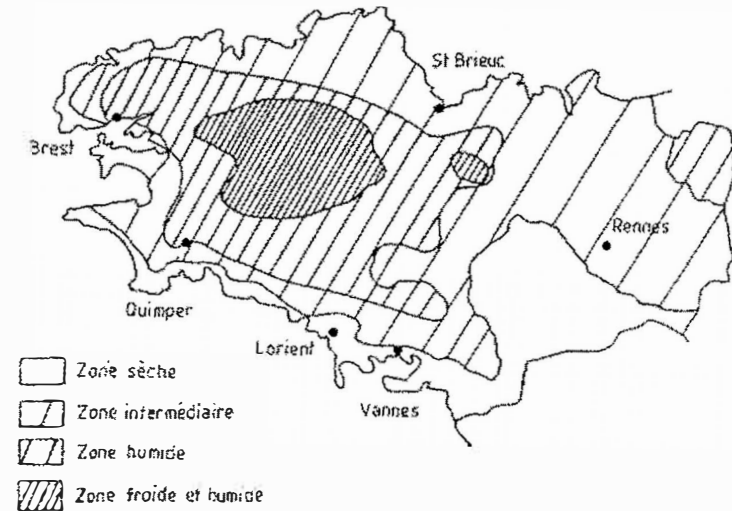 St Brieuc
Brest
Rennes
Quimper
Lorient
Vannes
Zone sèche
Zone intermédiaire
Zone humide
Zone froide et humide